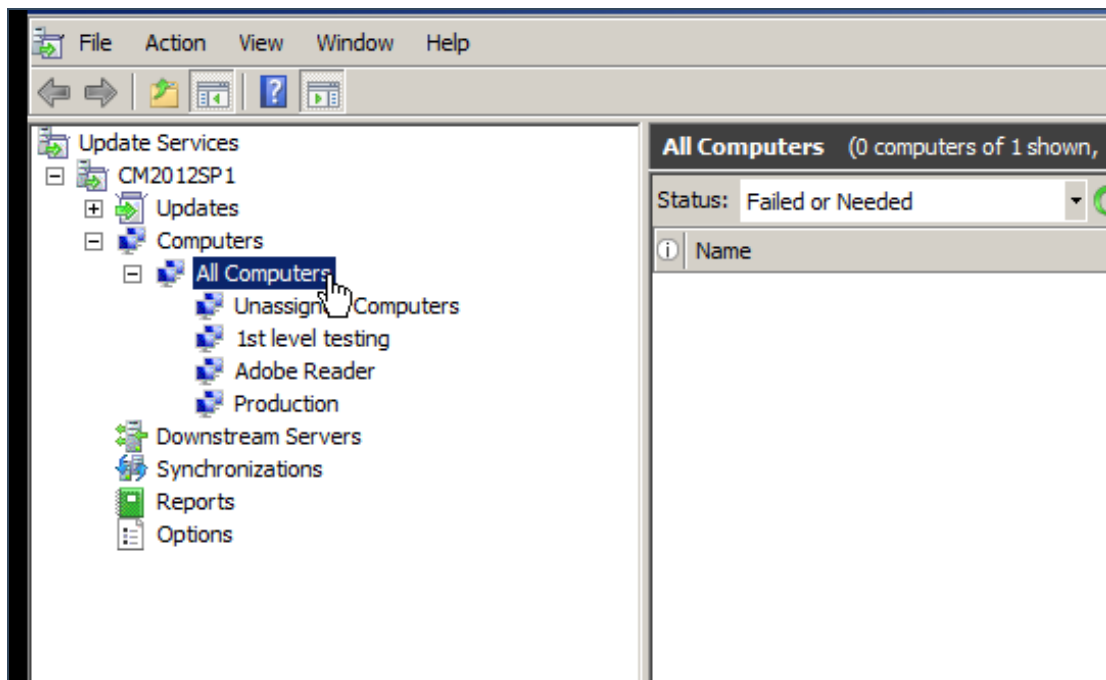 File Action View Window Help
Update Services
CM2012SP1
Updates
Computers
All Computers
Unassign Computers
1st level testing
Adobe Reader
Production
Downstream Servers
Synchronizations
Reports
Options
All Computers (0 computers of 1 shown,
Status: Failed or Needed
Name